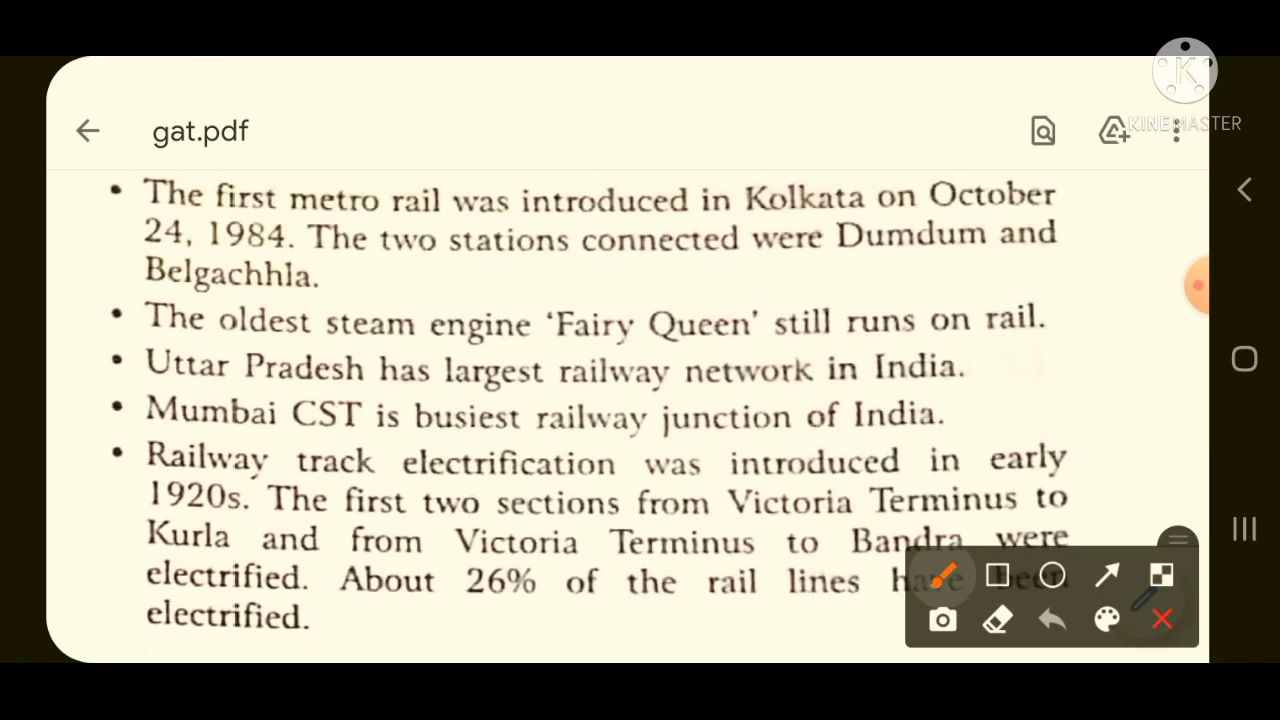 KINEMASTER
gat.pdf
• The first metro rail was introduced in Kolkata on October
24, 1984. The two stations connected were Dumdum and
Belgachhla.
• The oldest steam engine ‘Fairy Queen’ still runs on rail.
• Uttar Pradesh has largest railway network in India.
• Mumbai CST is busiest railway junction of India.
• Railway track electrification was introduced in early
1920s. The first two sections from Victoria Terminus to
Kurla and from Victoria Terminus to Bandra were
electrified. About 26% of the rail lines have been
electrified.